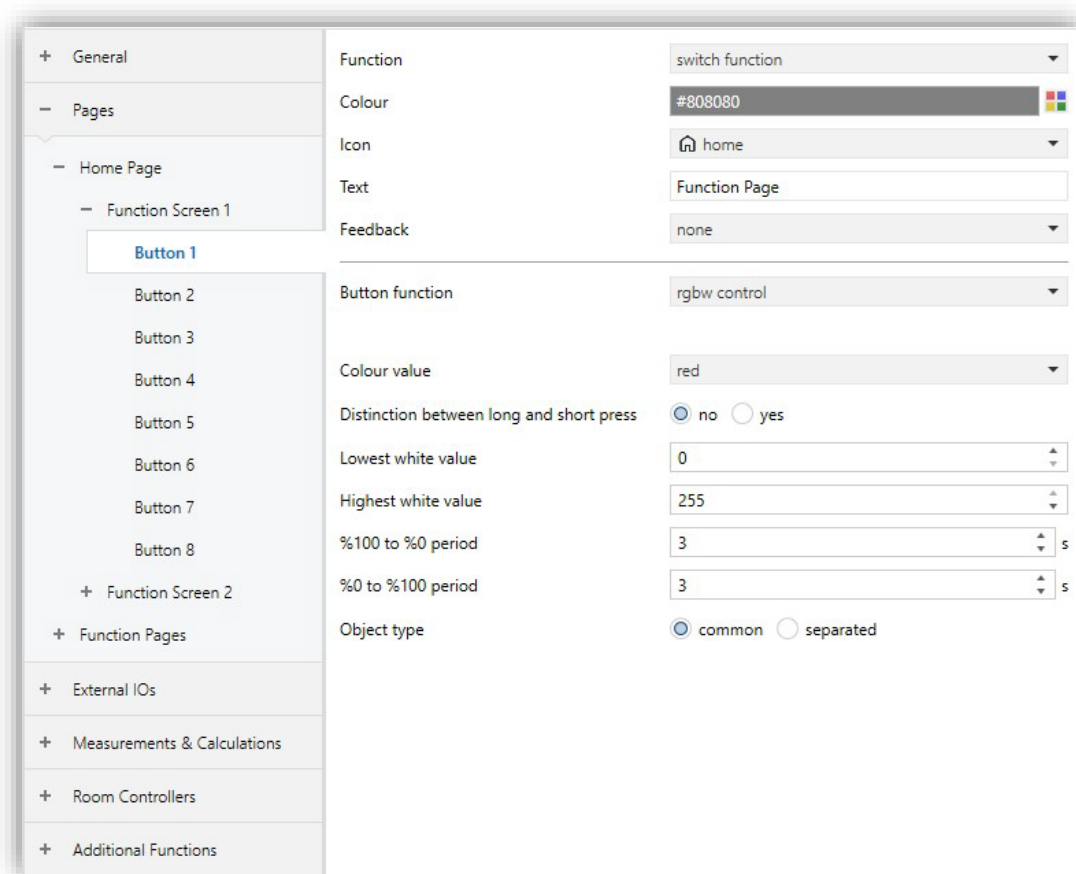 General
Pages
Home Page
Function Screen 1
Button 1
Button 2
Button 3
Button 4
Button 5
Button 6
Button 7
Button 8
Function Screen 2
Function Pages
External IOs
Measurements & Calculations
Room Controllers
Additional Functions
Function switch function
Colour #808080
Icon home
Text Function Page
Feedback none
Button function rgbw control
Colour value red
Distinction between long and short press no yes
Lowest white value 0
Highest white value 255
%100 to %0 period 3 s
%0 to %100 period 3 s
Object type common separated